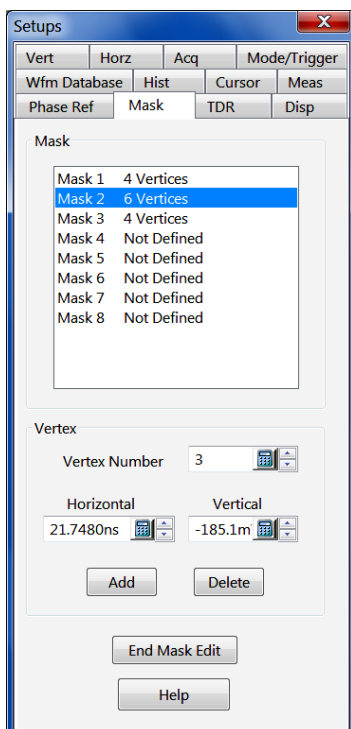 Setups
Vert Horz Acq Mode/Trigger
Wfm Database Hist Cursor Meas
Phase Ref Mask TDR Disp
Mask
Mask 1 4 Vertices
Mask 2 6 Vertices
Mask 3 4 Vertices
Mask 4 Not Defined
Mask 5 Not Defined
Mask 6 Not Defined
Mask 7 Not Defined
Mask 8 Not Defined
Vertex
Vertex Number 3
Horizontal Vertical
21.7480ns -185.1m
Add Delete
End Mask Edit
Help